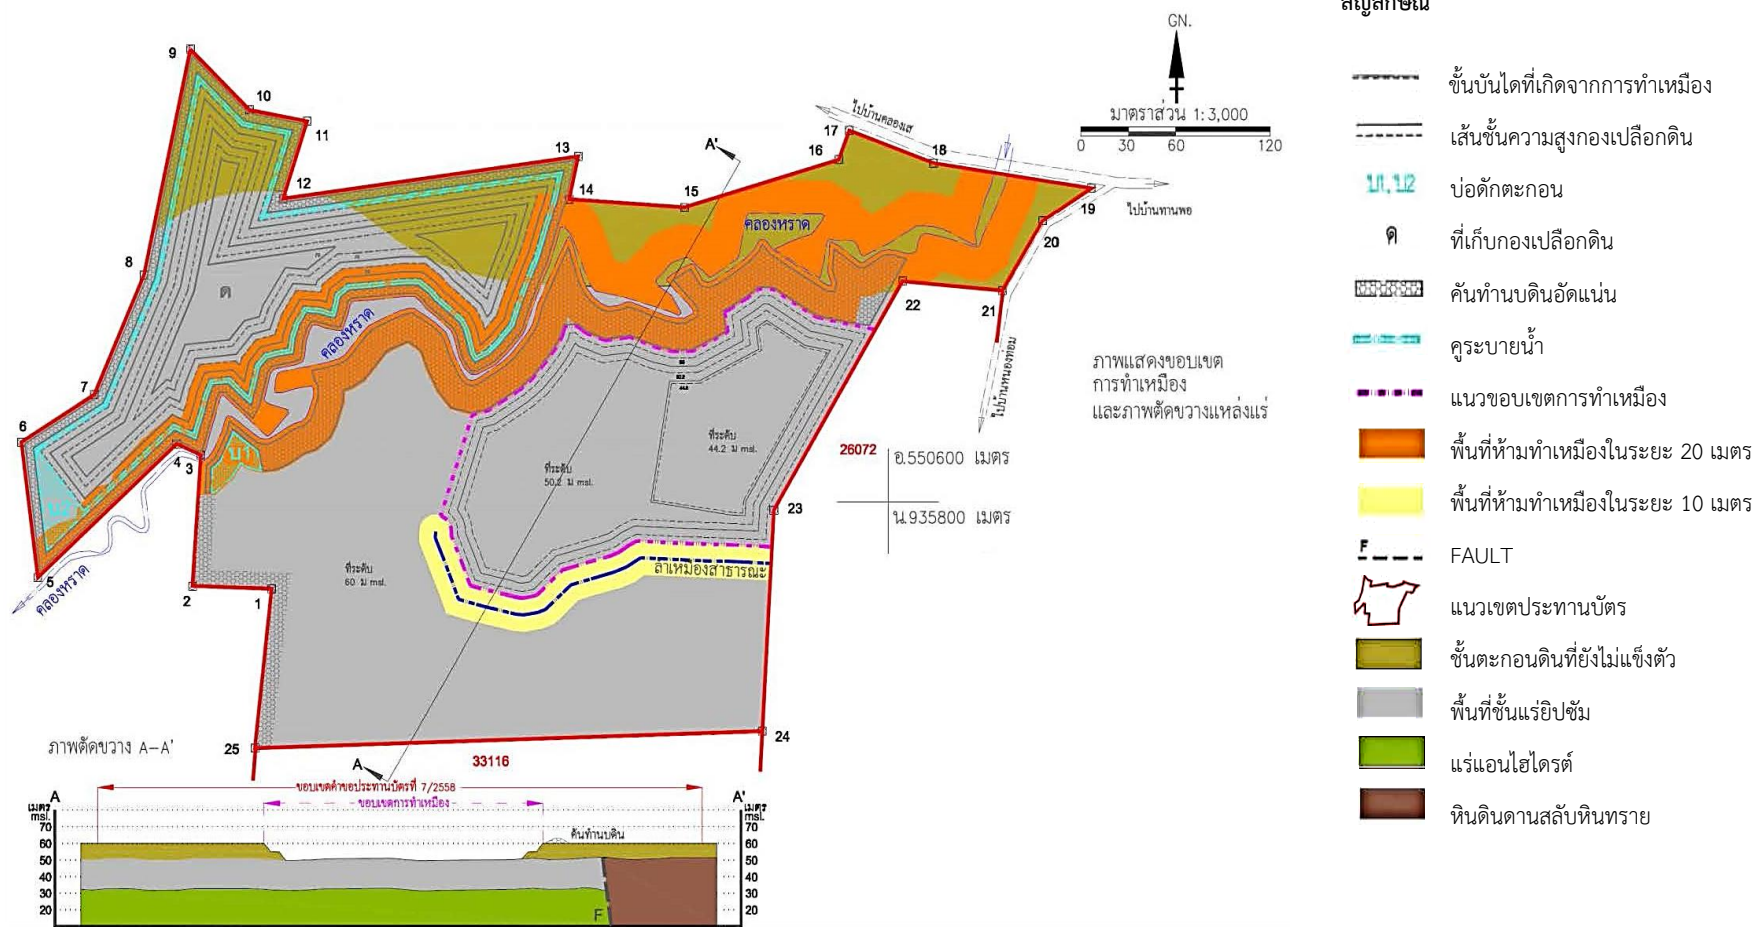 สัญลักษณ์
ขั้นบันไดที่เกิดจากการทำเหมือง
เส้นชั้นความสูงกองเปลือกดิน
บ1, บ2 บ่อดักตะกอน
ด ที่เก็บกองเปลือกดิน
คันทำนบดินอัดแน่น
คูระบายน้ำ
แนวขอบเขตการทำเหมือง
พื้นที่ห้ามทำเหมืองในระยะ 20 เมตร
พื้นที่ห้ามทำเหมืองในระยะ 10 เมตร
F FAULT
แนวเขตประทานบัตร
ชั้นตะกอนดินที่ยังไม่แข็งตัว
พื้นที่ชั้นแร่ยิปซัม
แร่แอนไฮไดรต์
หินดินดานสลับหินทราย
GN.
มาตราส่วน 1:3,000
0 30 60 120
ไปบ้านคลองเส
ไปบ้านทานพอ
ไปบ้านหนองท่อม
9
10
11
12
13
14
15
16
17
18
19
20
21
22
23
24
25
1
2
3
4
5
6
7
8
A'
A
คลองหราด
คลองหราด
คลองหราด
ด
บ1
บ2
ที่ระดับ
44.2 ม msl.
ที่ระดับ
50.2 ม msl.
ที่ระดับ
60 ม msl.
ลำเหมืองสาธารณะ
26072
33116
อ.550600 เมตร
น.935800 เมตร
ภาพแสดงขอบเขต
การทำเหมือง
และภาพตัดขวางแหล่งแร่
ภาพตัดขวาง A-A'
ขอบเขตคำขอประทานบัตรที่ 7/2558
ขอบเขตการทำเหมือง
คันทำนบดิน
A
เมตร
msl.
70
60
50
40
30
20
A'
เมตร
msl.
70
60
50
40
30
20
F